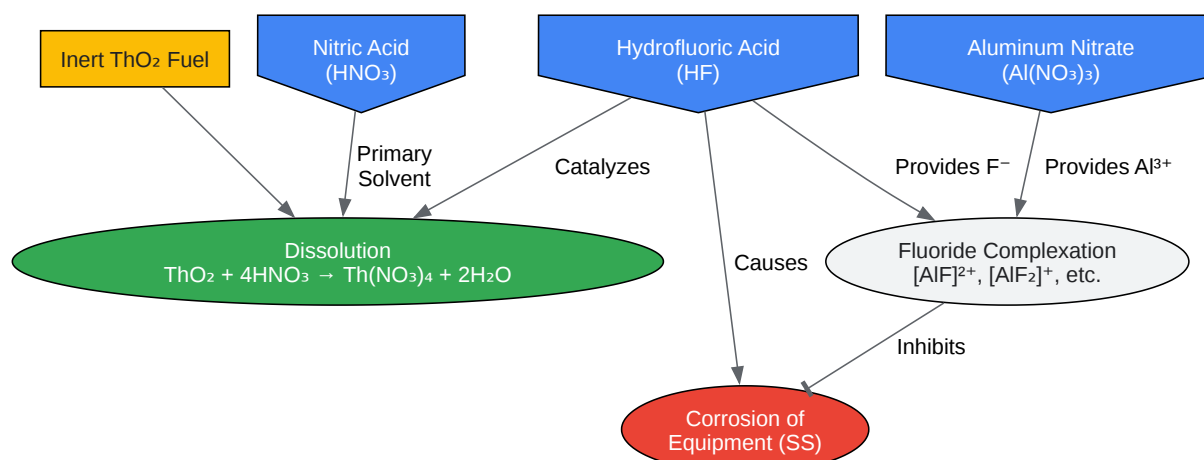 Inert ThO₂ Fuel
Nitric Acid
(HNO₃)
Hydrofluoric Acid
(HF)
Aluminum Nitrate
(Al(NO₃)₃)
Primary
Solvent
Catalyzes
Provides F⁻
Provides Al³⁺
Dissolution
ThO₂ + 4HNO₃ → Th(NO₃)₄ + 2H₂O
Causes
Fluoride Complexation
[AlF]²⁺, [AlF₂]⁺, etc.
Inhibits
Corrosion of
Equipment (SS)